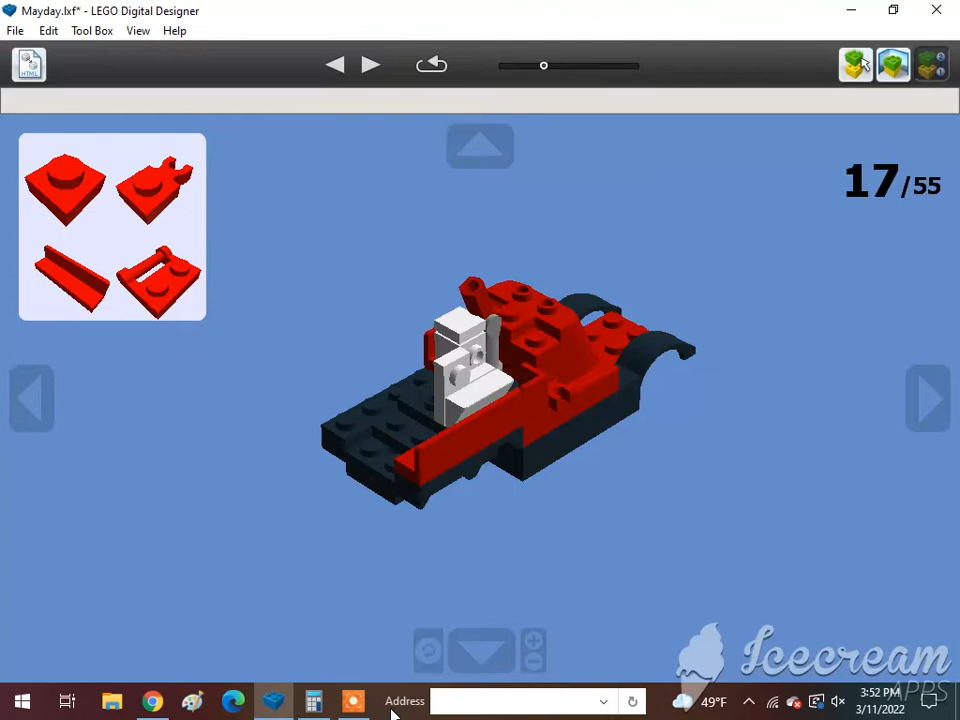 Mayday.lxf* - LEGO Digital Designer
File Edit Tool Box View Help
HTML
17/55
Icecream
APPS
Address
49°F
3:52 PM
3/11/2022